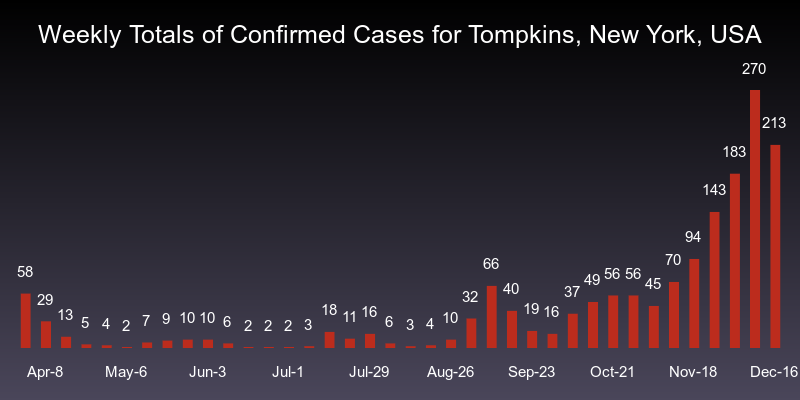 Weekly Totals of Confirmed Cases for Tompkins, New York, USA
58 29 13 5 4 2 7 9 10 10 6 2 2 2 3 18 11 16 6 3 4 10 32 66 40 19 16 37 49 56 56 45 70 94 143 183 270 213
Apr-8 May-6 Jun-3 Jul-1 Jul-29 Aug-26 Sep-23 Oct-21 Nov-18 Dec-16